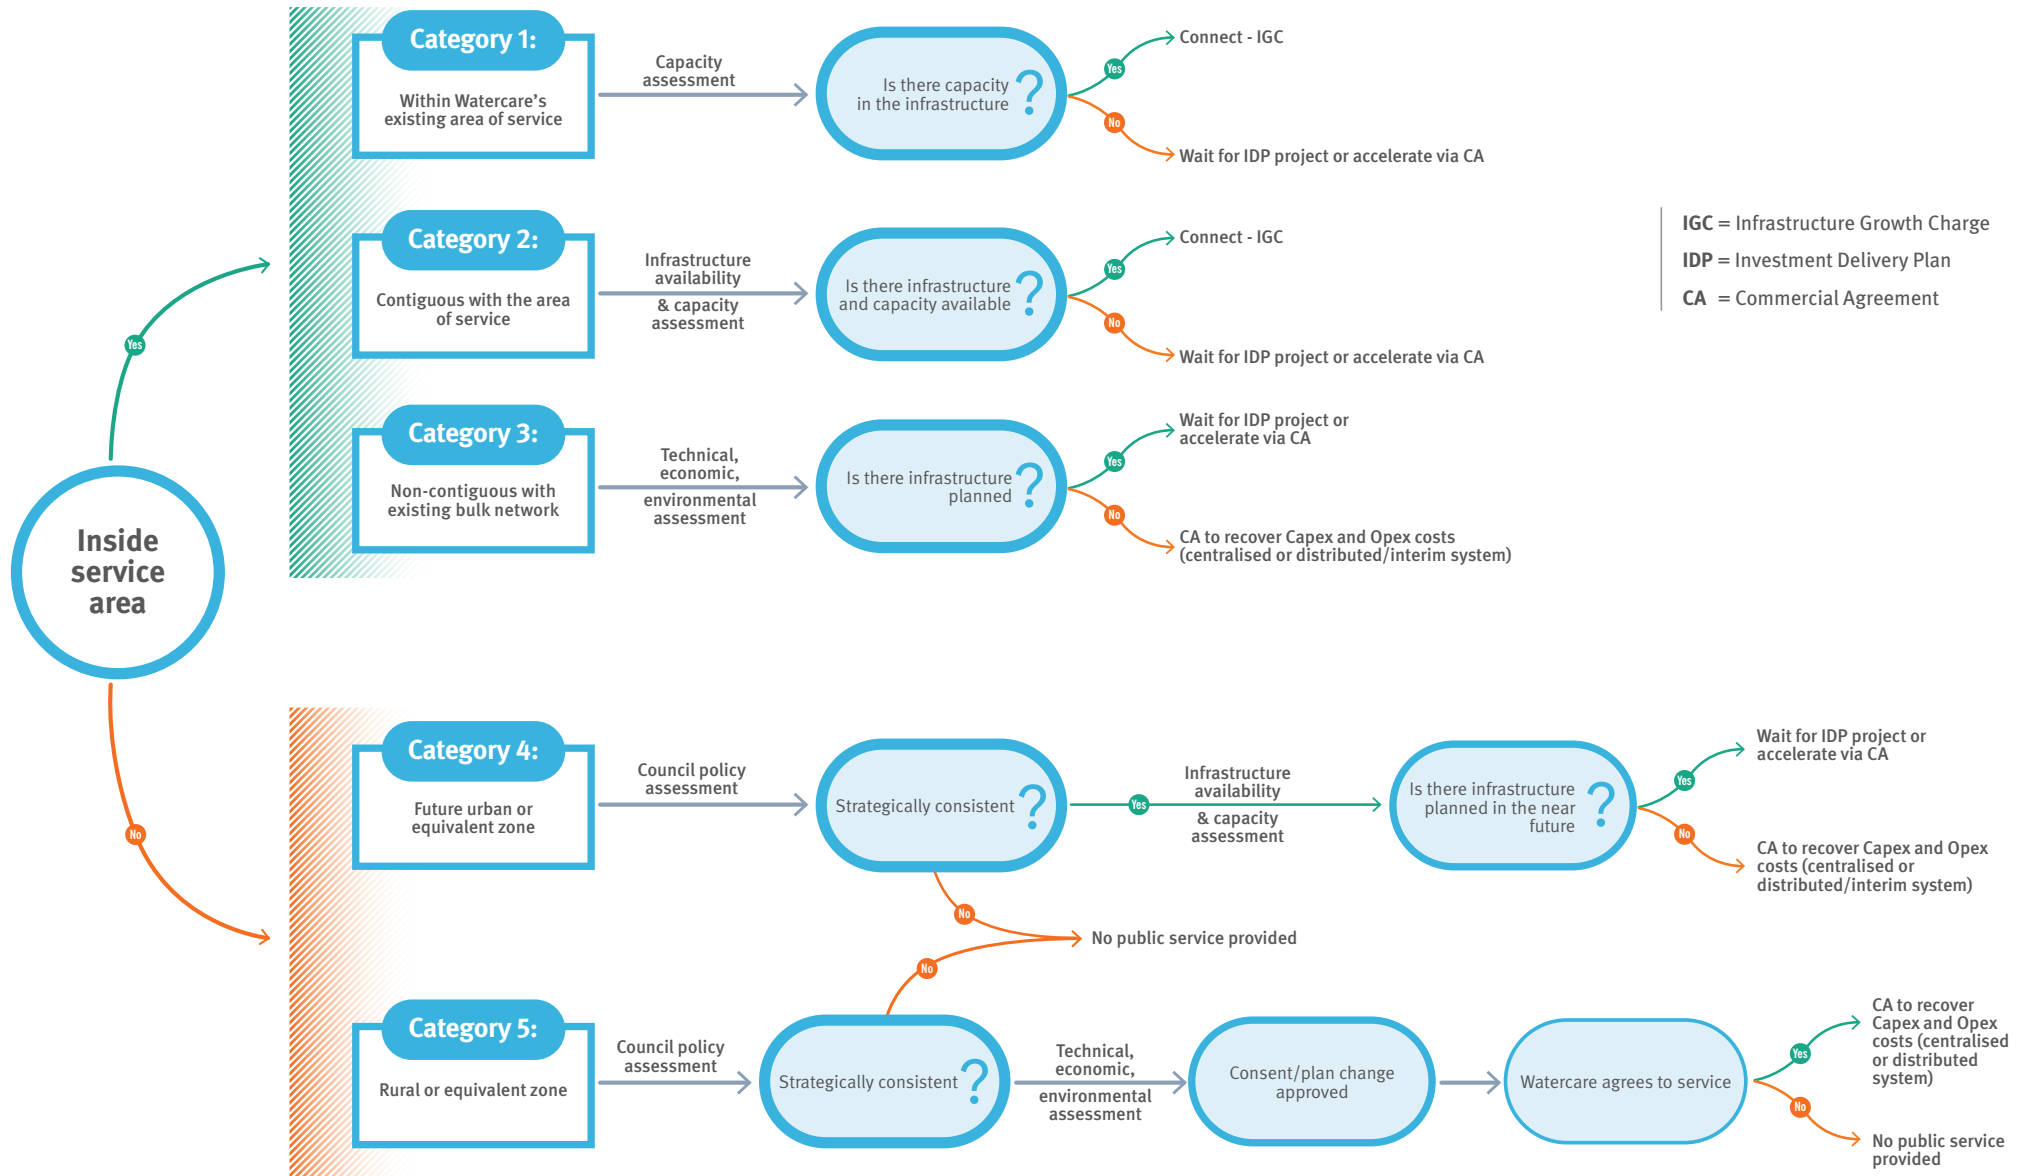 Inside
service
area
Yes
No
Category 1:
Within Watercare's
existing area of service
Capacity
assessment
Is there capacity
in the infrastructure
?
Yes
Connect - IGC
No
Wait for IDP project or accelerate via CA
Category 2:
Contiguous with the area
of service
Infrastructure
availability
& capacity
assessment
Is there infrastructure
and capacity available
?
Yes
Connect - IGC
No
Wait for IDP project or accelerate via CA
IGC = Infrastructure Growth Charge
IDP = Investment Delivery Plan
CA = Commercial Agreement
Category 3:
Non-contiguous with
existing bulk network
Technical,
economic,
environmental
assessment
Is there infrastructure
planned
?
Yes
Wait for IDP project or
accelerate via CA
No
CA to recover Capex and Opex costs
(centralised or distributed/interim system)
Category 4:
Future urban or
equivalent zone
Council policy
assessment
Strategically consistent
?
Yes
Infrastructure
availability
& capacity
assessment
Is there infrastructure
planned in the near
future
?
Yes
Wait for IDP project or
accelerate via CA
No
CA to recover Capex and Opex
costs (centralised or
distributed/interim system)
No
No public service provided
No
Category 5:
Rural or equivalent zone
Council policy
assessment
Strategically consistent
?
Technical,
economic,
environmental
assessment
Consent/plan change
approved
Watercare agrees to service
Yes
CA to recover
Capex and Opex
costs (centralised
or distributed
system)
No
No public service
provided